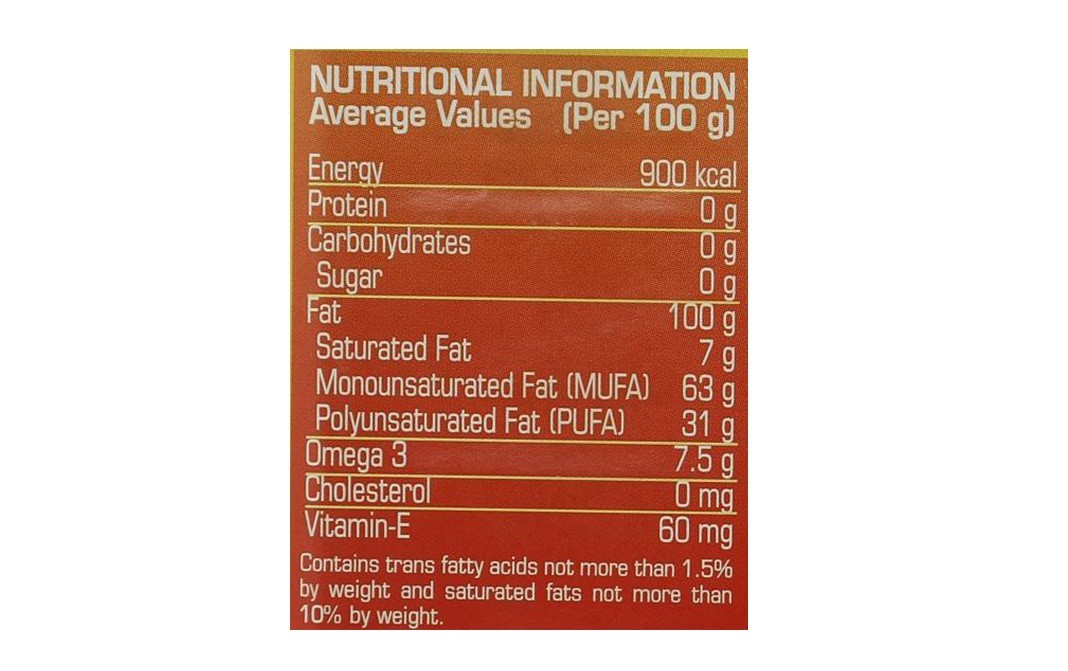 NUTRITIONAL INFORMATION
Average Values (Per 100 g)
Energy 900 kcal
Protein 0 g
Carbohydrates 0 g
Sugar 0 g
Fat 100 g
Saturated Fat 7 g
Monounsaturated Fat (MUFA) 63 g
Polyunsaturated Fat (PUFA) 31 g
Omega 3 7.5 g
Cholesterol 0 mg
Vitamin-E 60 mg
Contains trans fatty acids not more than 1.5%
by weight and saturated fats not more than
10% by weight.